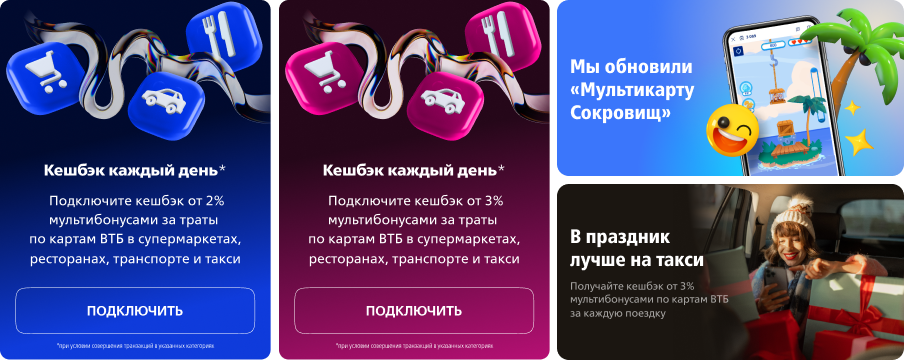 Кешбэк каждый день*
Подключите кешбэк от 2%
мультибонусами за траты
по картам ВТБ в супермаркетах,
ресторанах, транспорте и такси
ПОДКЛЮЧИТЬ
*при условии совершения транзакций в указанных категориях
Кешбэк каждый день*
Подключите кешбэк от 3%
мультибонусами за траты
по картам ВТБ в супермаркетах,
ресторанах, транспорте и такси
ПОДКЛЮЧИТЬ
*при условии совершения транзакций в указанных категориях
Мы обновили
«Мультикарту
Сокровищ»
В праздник
лучше на такси
Получайте кешбэк от 3%
мультибонусами по картам ВТБ
за каждую поездку